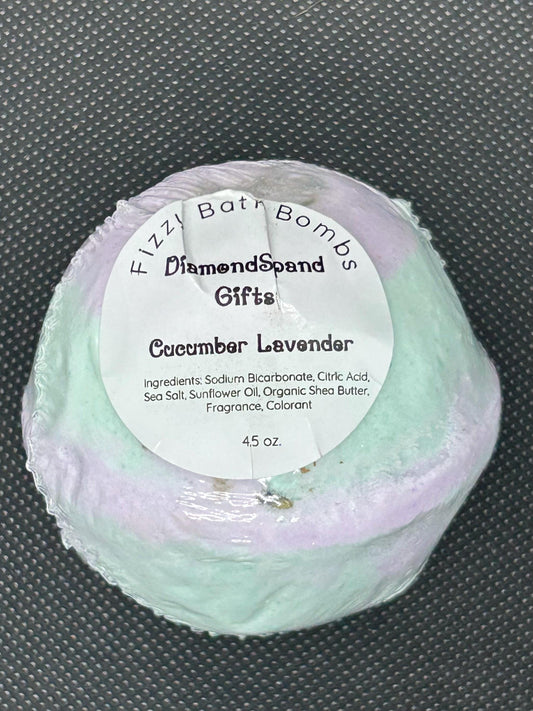 Fizzy Bath Bombs
DiamondSpand
Gifts
Cucumber Lavender
Ingredients: Sodium Bicarbonate, Citric Acid,
Sea Salt, Sunflower Oil, Organic Shea Butter,
Fragrance, Colorant
4.5 oz.